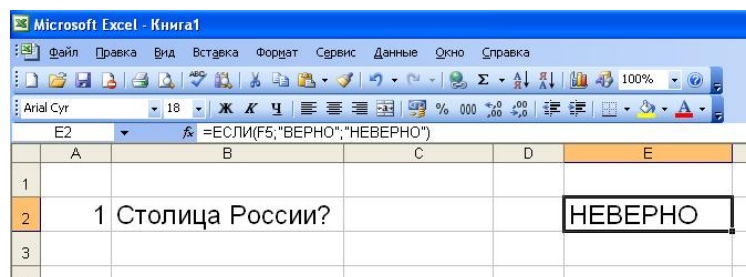 Microsoft Excel - Книга1
Файл Правка Вид Вставка Формат Сервис Данные Окно Справка
100%
Arial Cyr 18 Ж К Ч % 000
E2 fx =ЕСЛИ(F5;"ВЕРНО";"НЕВЕРНО")
A B C D E
1
2 1 Столица России? НЕВЕРНО
3